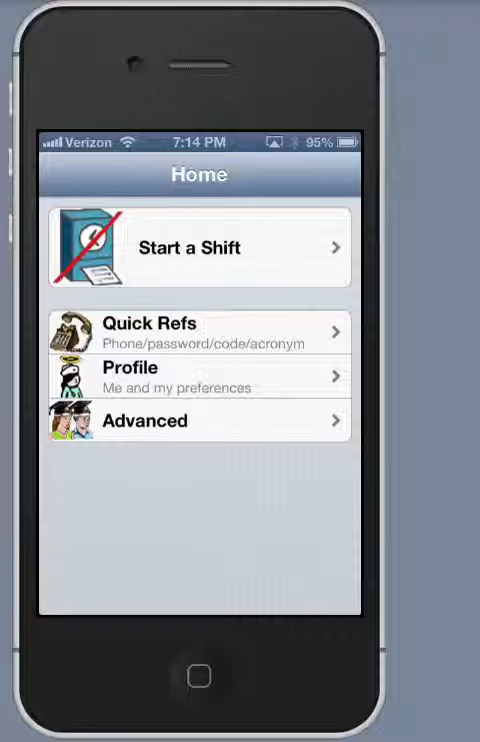 Verizon 7:14 PM 95%
Home
Start a Shift
Quick Refs
Phone/password/code/acronym
Profile
Me and my preferences
Advanced